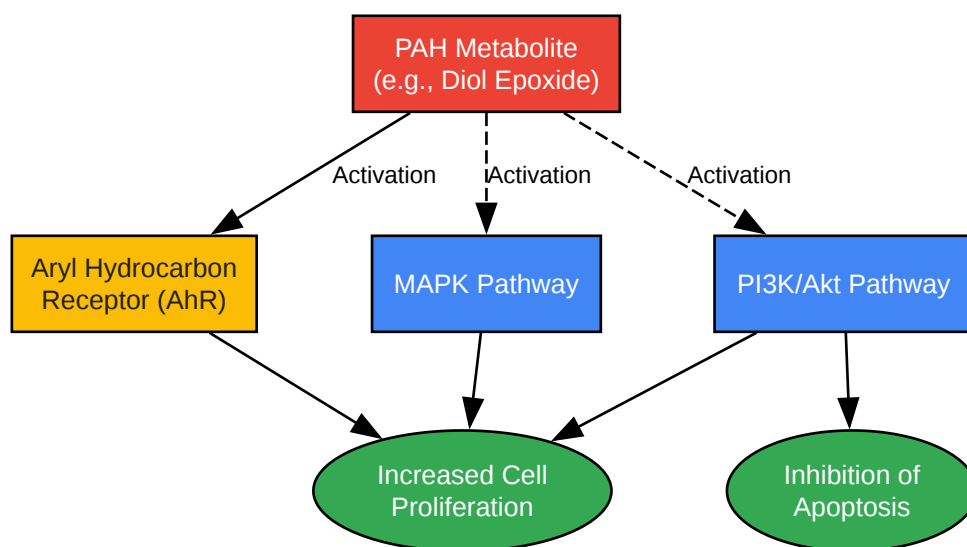 PAH Metabolite
(e.g., Diol Epoxide)
Activation
Activation
Activation
Aryl Hydrocarbon
Receptor (AhR)
MAPK Pathway
PI3K/Akt Pathway
Increased Cell
Proliferation
Inhibition of
Apoptosis